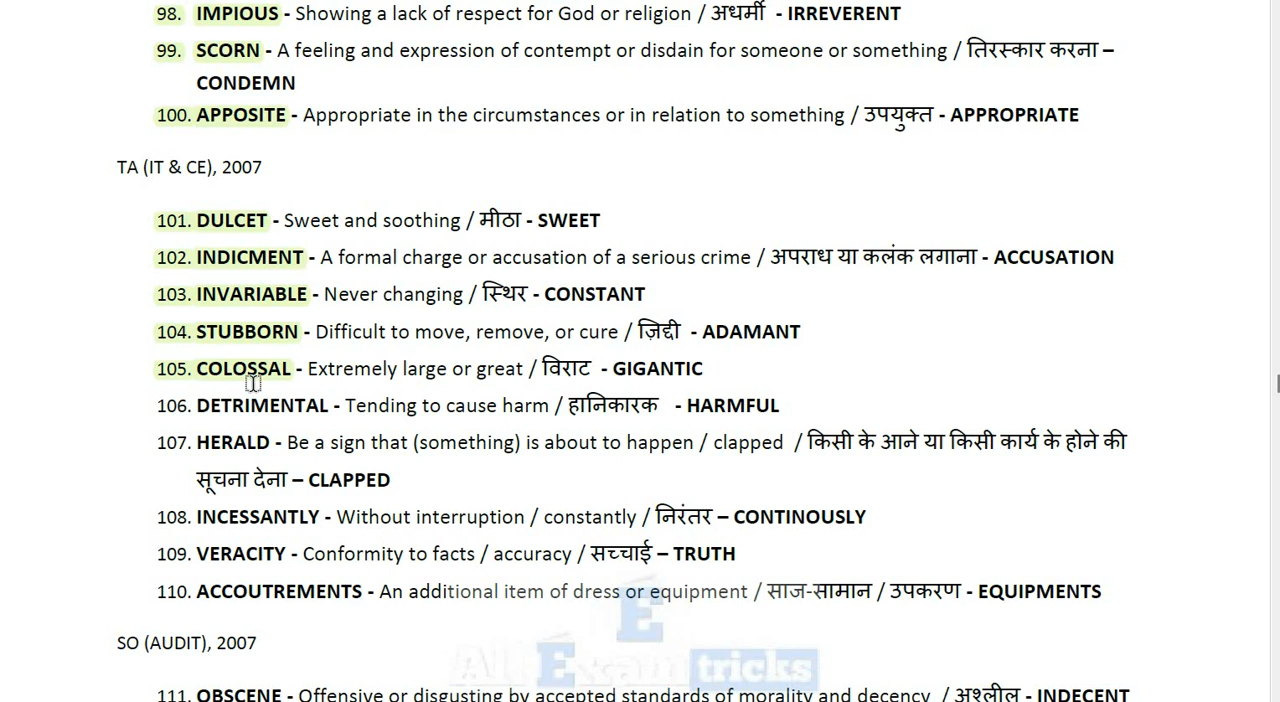 98. IMPIOUS - Showing a lack of respect for God or religion / अधर्मी - IRREVERENT
99. SCORN - A feeling and expression of contempt or disdain for someone or something / तिरस्कार करना –
CONDEMN
100. APPOSITE - Appropriate in the circumstances or in relation to something / उपयुक्त - APPROPRIATE
TA (IT & CE), 2007
101. DULCET - Sweet and soothing / मीठा - SWEET
102. INDICMENT - A formal charge or accusation of a serious crime / अपराध या कलंक लगाना - ACCUSATION
103. INVARIABLE - Never changing / स्थिर - CONSTANT
104. STUBBORN - Difficult to move, remove, or cure / ज़िद्दी - ADAMANT
105. COLOSSAL - Extremely large or great / विराट - GIGANTIC
106. DETRIMENTAL - Tending to cause harm / हानिकारक - HARMFUL
107. HERALD - Be a sign that (something) is about to happen / clapped / किसी के आने या किसी कार्य के होने की
सूचना देना – CLAPPED
108. INCESSANTLY - Without interruption / constantly / निरंतर – CONTINOUSLY
109. VERACITY - Conformity to facts / accuracy / सच्चाई – TRUTH
110. ACCOUTREMENTS - An additional item of dress or equipment / साज-सामान / उपकरण - EQUIPMENTS
E
SO (AUDIT), 2007
All Exam tricks
111. OBSCENE - Offensive or disgusting by accepted standards of morality and decency / अश्लील - INDECENT